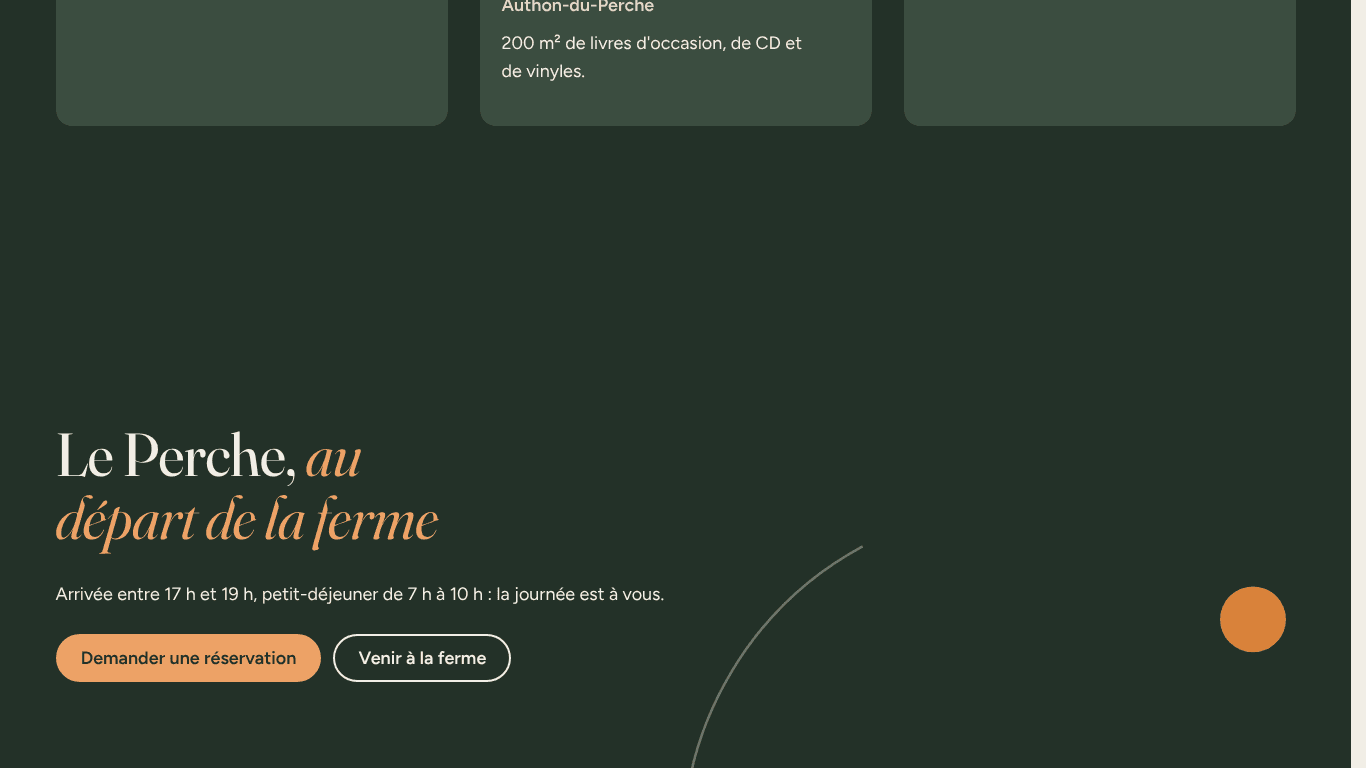 Authon-du-Perche
200 m² de livres d'occasion, de CD et
de vinyles.
Le Perche, au
départ de la ferme
Arrivée entre 17 h et 19 h, petit-déjeuner de 7 h à 10 h : la journée est à vous.
Demander une réservation
Venir à la ferme